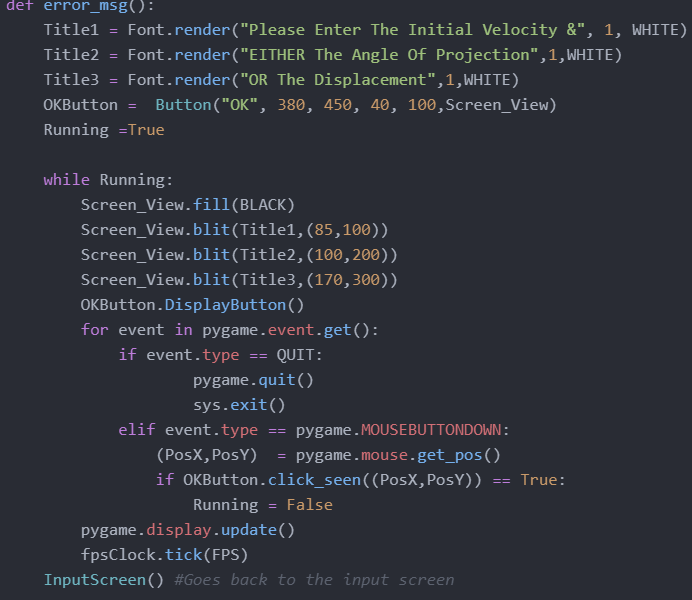 def error_msg():
    Title1 = Font.render("Please Enter The Initial Velocity &", 1, WHITE)
    Title2 = Font.render("EITHER The Angle Of Projection",1,WHITE)
    Title3 = Font.render("OR The Displacement",1,WHITE)
    OKButton =  Button("OK", 380, 450, 40, 100,Screen_View)
    Running =True

    while Running:
        Screen_View.fill(BLACK)
        Screen_View.blit(Title1,(85,100))
        Screen_View.blit(Title2,(100,200))
        Screen_View.blit(Title3,(170,300))
        OKButton.DisplayButton()
        for event in pygame.event.get():
            if event.type == QUIT:
                    pygame.quit()
                    sys.exit()
            elif event.type == pygame.MOUSEBUTTONDOWN:
                (PosX,PosY)  = pygame.mouse.get_pos()
                if OKButton.click_seen((PosX,PosY)) == True:
                    Running = False
        pygame.display.update()
        fpsClock.tick(FPS)
    InputScreen() #Goes back to the input screen